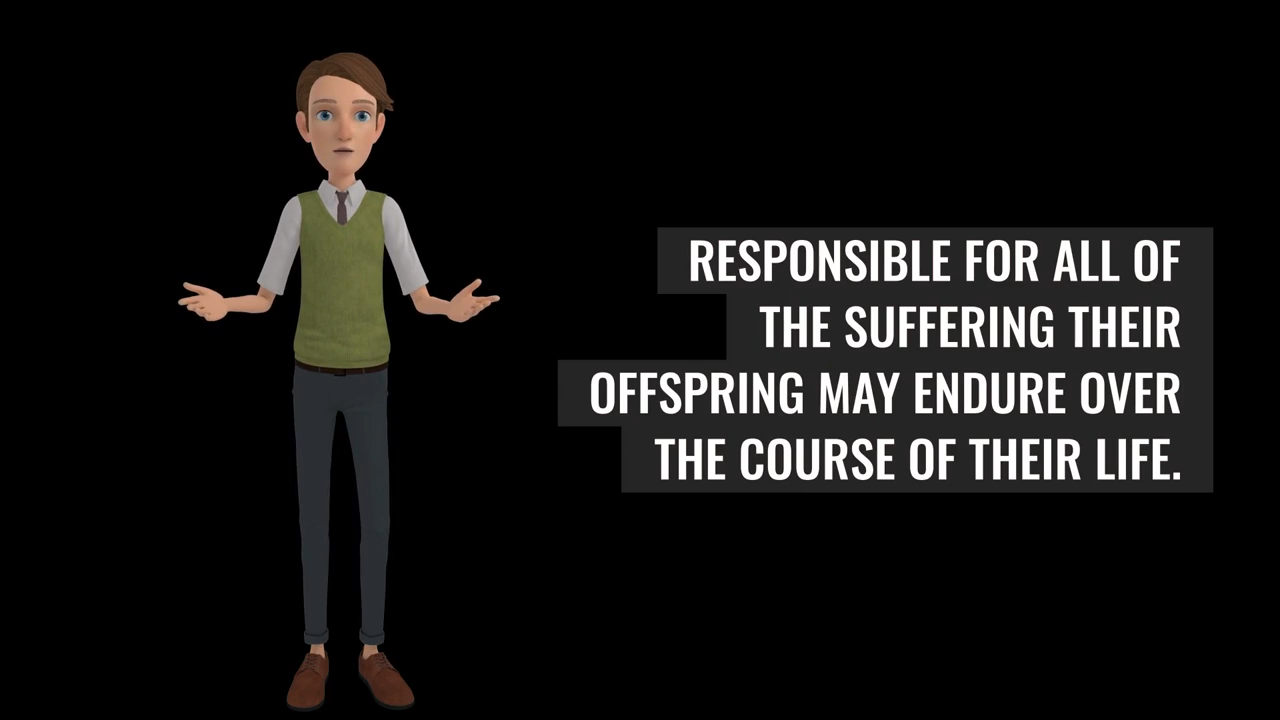 RESPONSIBLE FOR ALL OF
THE SUFFERING THEIR
OFFSPRING MAY ENDURE OVER
THE COURSE OF THEIR LIFE.